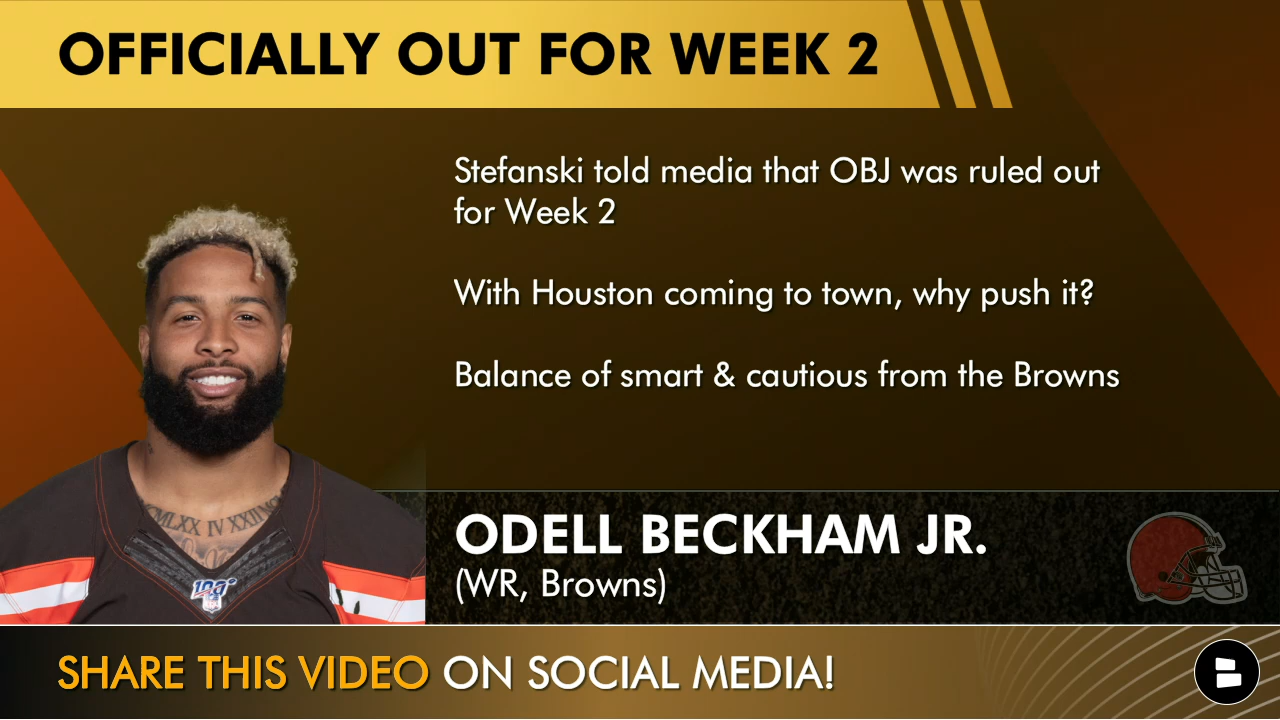 OFFICIALLY OUT FOR WEEK 2
Stefanski told media that OBJ was ruled out
for Week 2
With Houston coming to town, why push it?
Balance of smart & cautious from the Browns
ODELL BECKHAM JR.
(WR, Browns)
SHARE THIS VIDEO ON SOCIAL MEDIA!